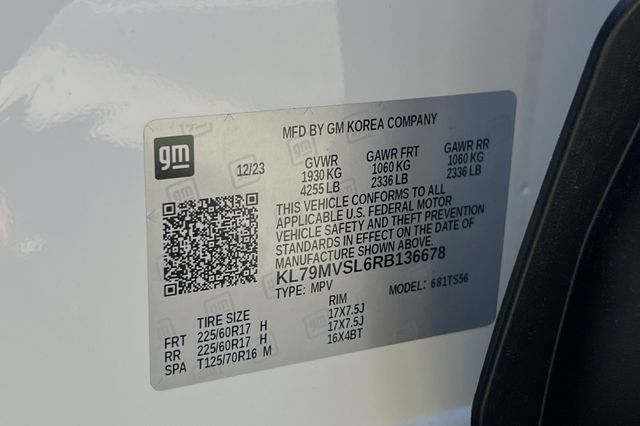 MFD BY GM KOREA COMPANY
gm
12/23
GVWR GAWR FRT GAWR RR
1930 KG 1060 KG 1060 KG
4255 LB 2336 LB 2336 LB
THIS VEHICLE CONFORMS TO ALL
APPLICABLE U.S. FEDERAL MOTOR
VEHICLE SAFETY AND THEFT PREVENTION
STANDARDS IN EFFECT ON THE DATE OF
MANUFACTURE SHOWN ABOVE.
KL79MVSL6RB136678
TYPE: MPV MODEL: 681TS56
TIRE SIZE RIM
FRT 225/60R17 H 17X7.5J
RR 225/60R17 H 17X7.5J
SPA T125/70R16 M 16X4BT